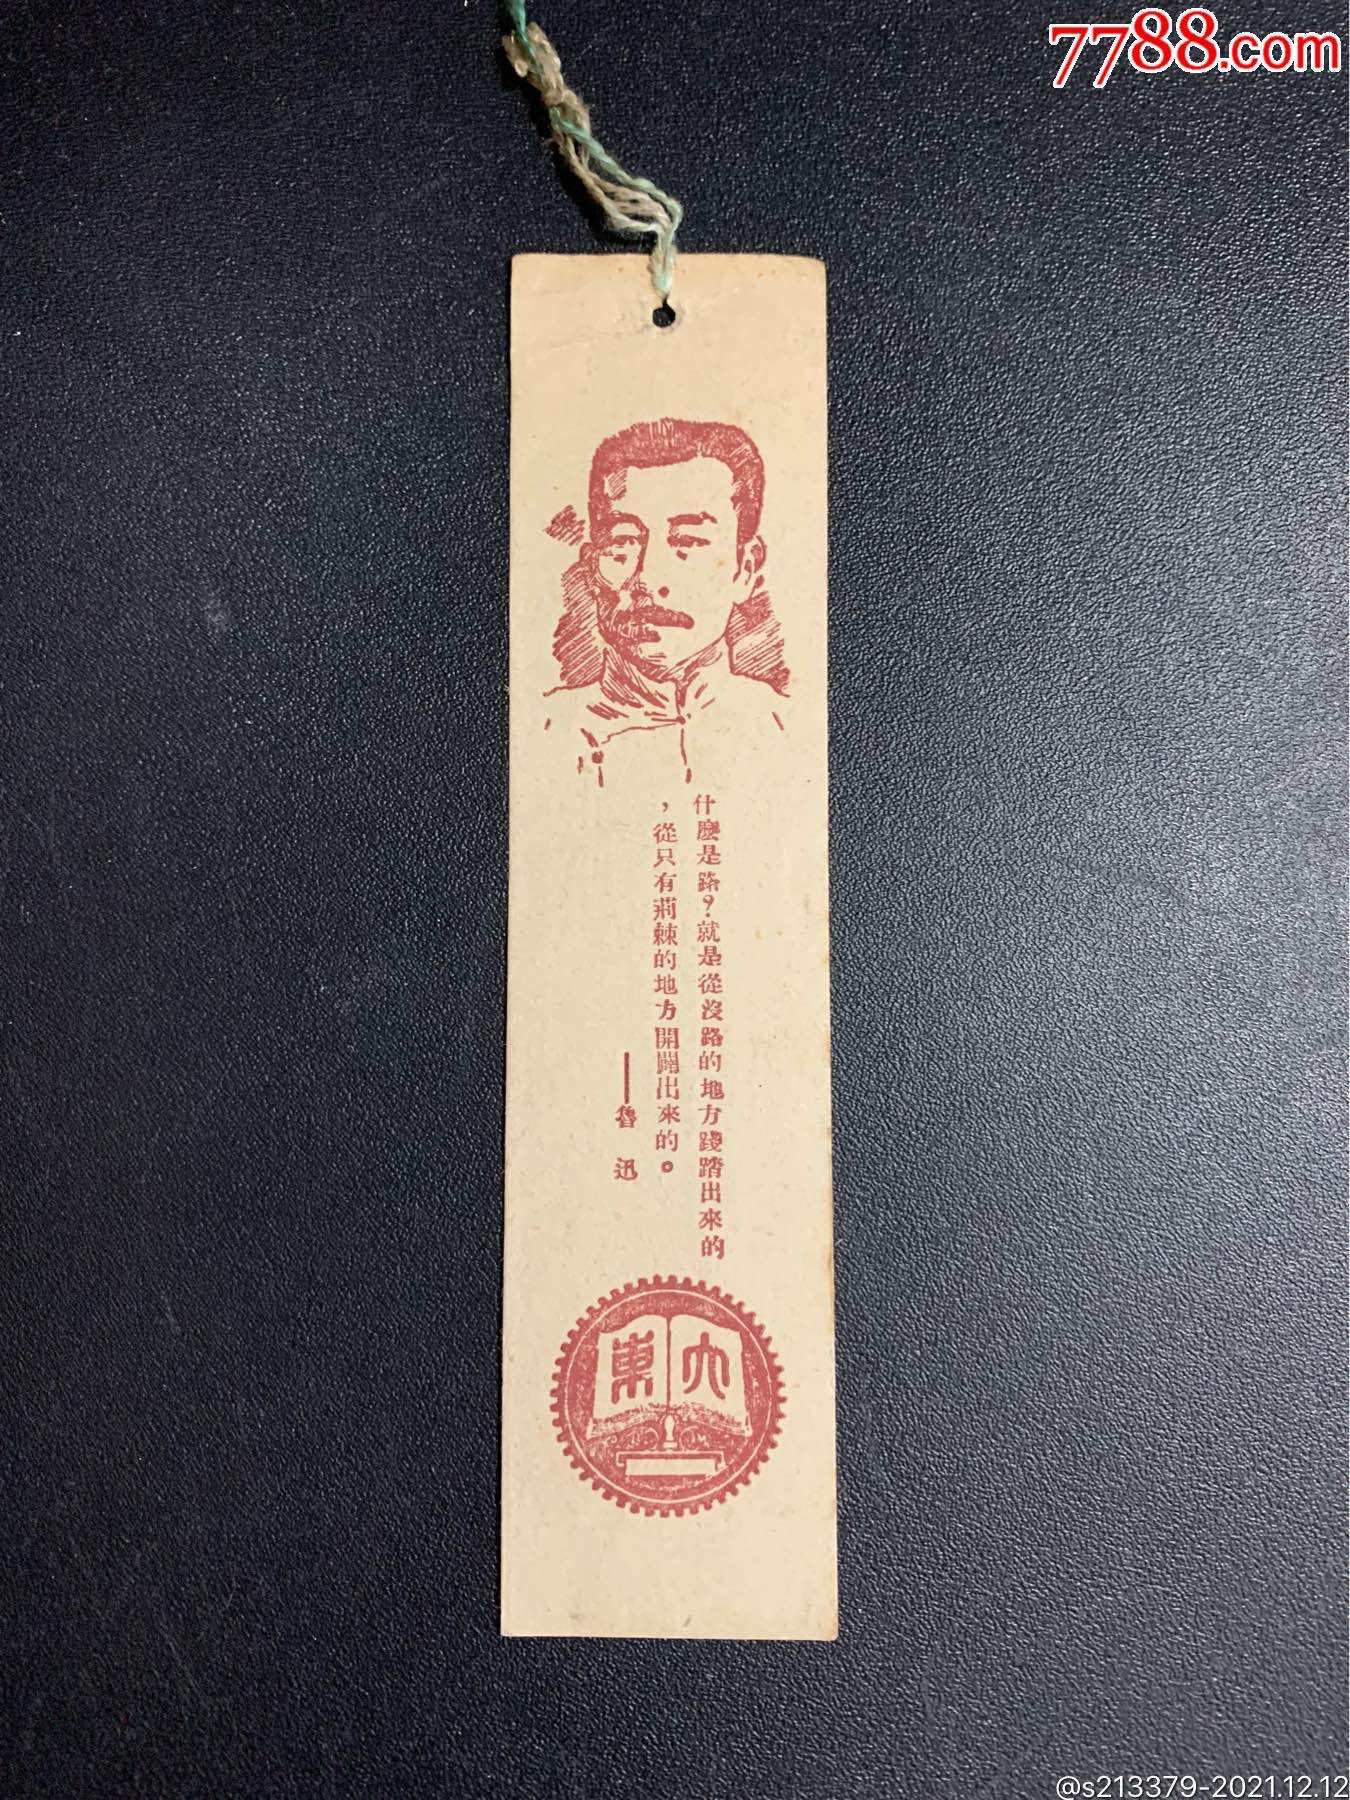 7788.com
什麼是路？就是從沒路的地方踐踏出來的
，從只有荊棘的地方開闢出來的。
——魯迅
大東
@s213379-2021.12.12